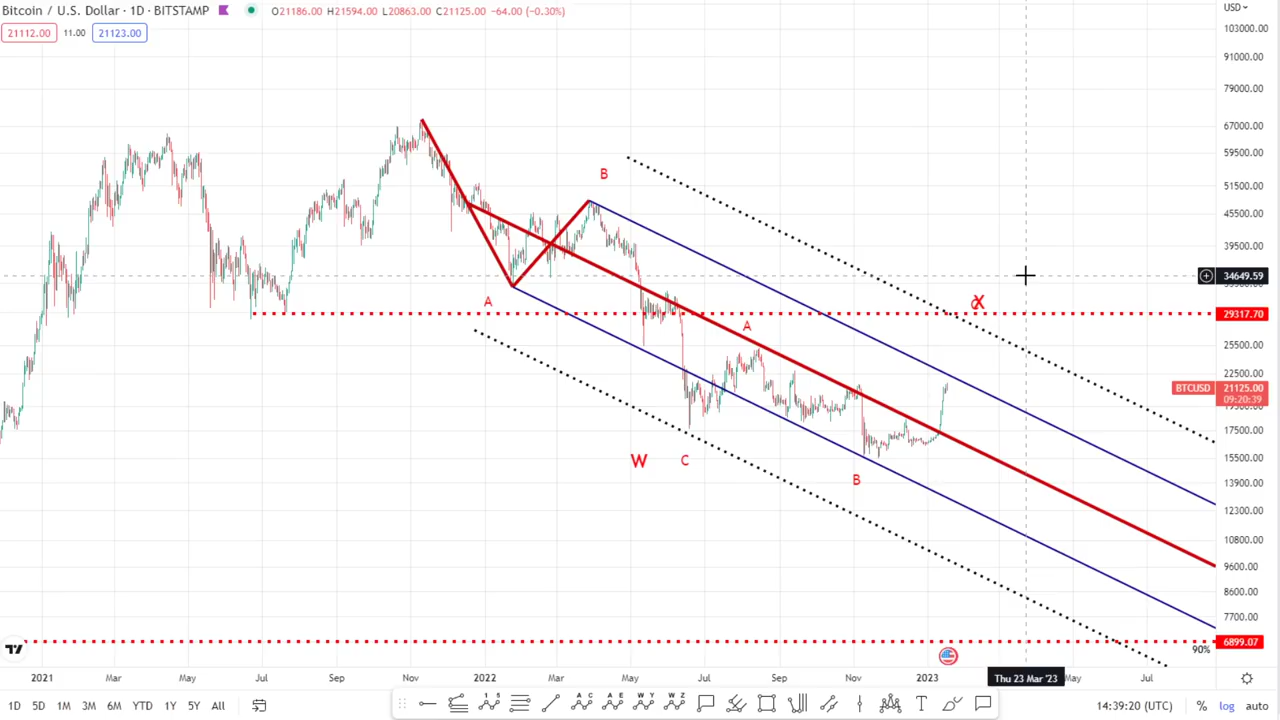 Bitcoin / U.S. Dollar · 1D · BITSTAMP O21186.00 H21594.00 L20863.00 C21125.00 -64.00 (-0.30%) USD
21112.00 11.00 21123.00
103000.00
91000.00
79000.00
67000.00
59500.00
51500.00
45500.00
39500.00
34649.59
29317.70
25500.00
22500.00
BTCUSD 21125.00
09:20:39
17500.00
15500.00
13900.00
12300.00
10800.00
9600.00
8600.00
7700.00
6899.07
90%
B
A
X
A
W
C
B
2021 Mar May Jul Sep Nov 2022 Mar May Jul Sep Nov 2023 Thu 23 Mar '23 May Jul
1D 5D 1M 3M 6M YTD 1Y 5Y All 14:39:20 (UTC) % log auto